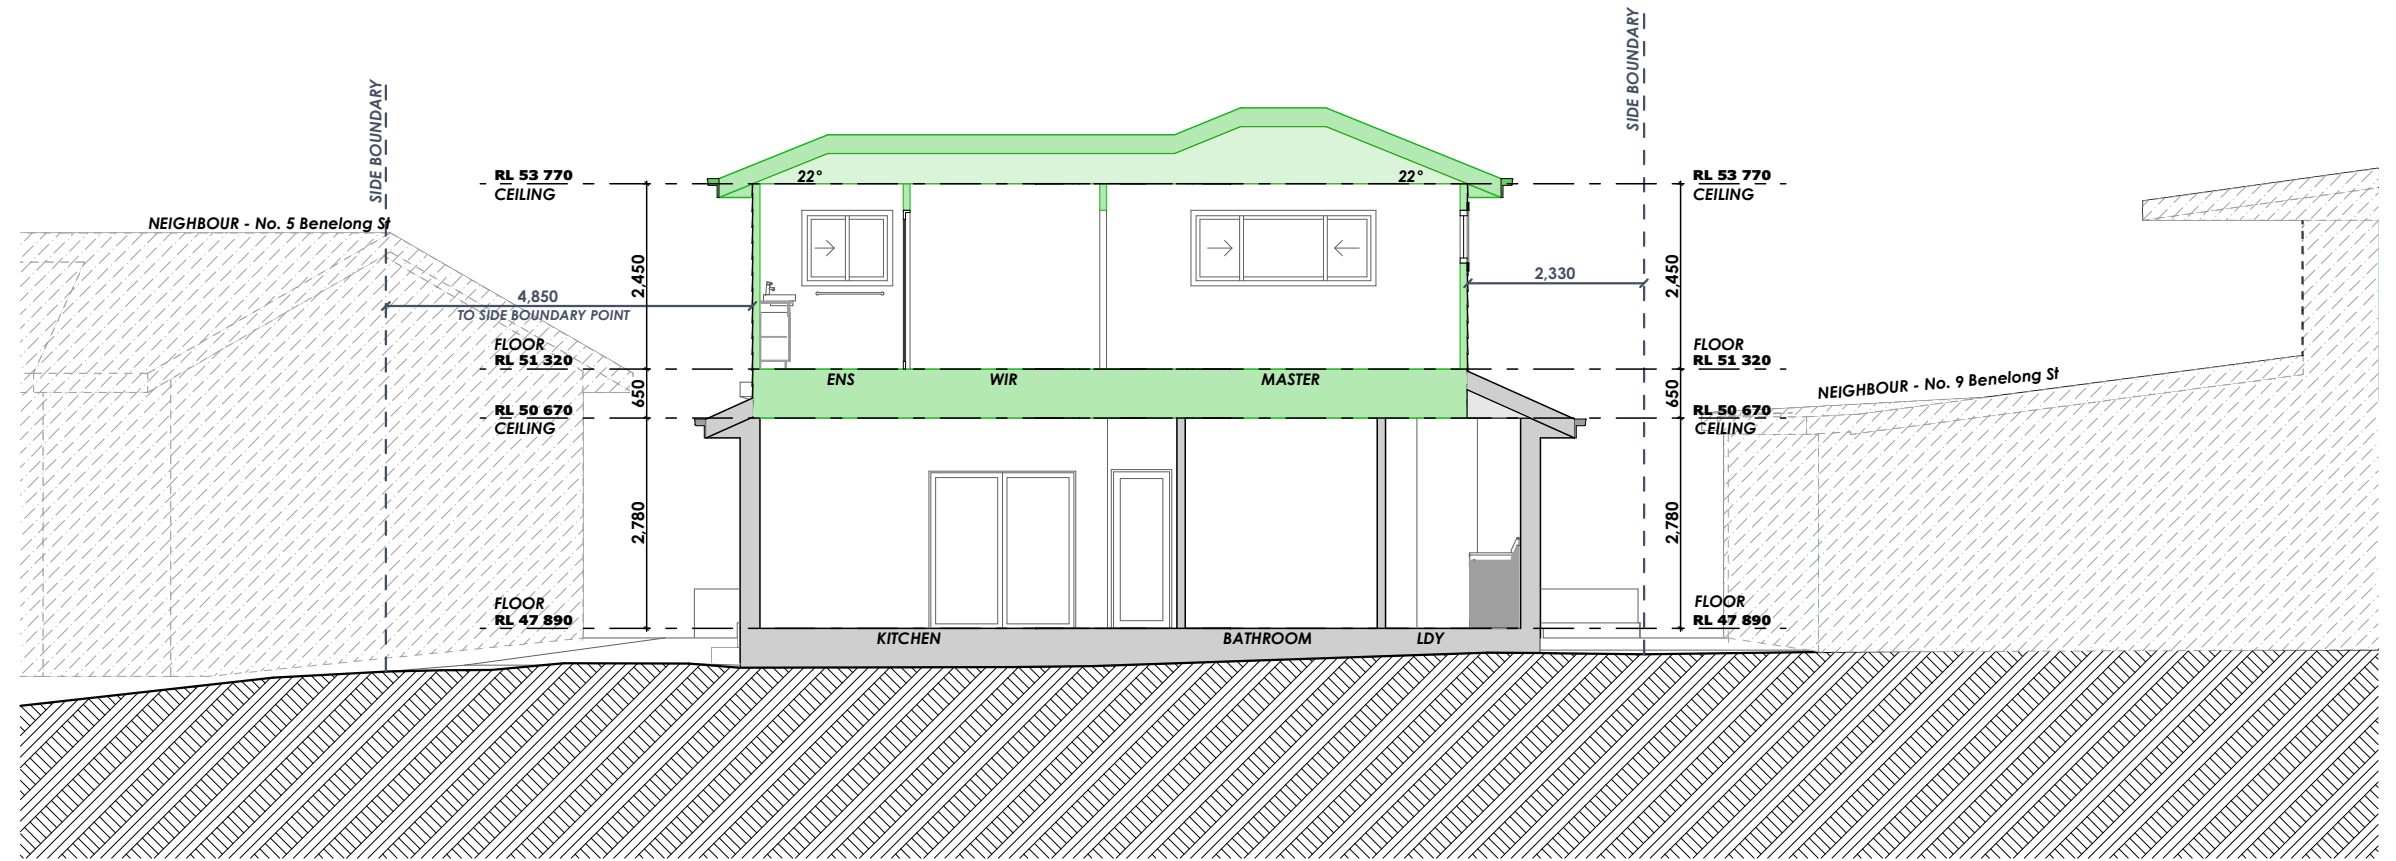 SIDE BOUNDARY
SIDE BOUNDARY
RL 53 770
CEILING
22°
22°
RL 53 770
CEILING
NEIGHBOUR - No. 5 Benelong St
2,450
2,450
4,850
TO SIDE BOUNDARY POINT
2,330
FLOOR
RL 51 320
FLOOR
RL 51 320
ENS
WIR
MASTER
650
650
NEIGHBOUR - No. 9 Benelong St
RL 50 670
CEILING
RL 50 670
CEILING
2,780
2,780
FLOOR
RL 47 890
FLOOR
RL 47 890
KITCHEN
BATHROOM
LDY